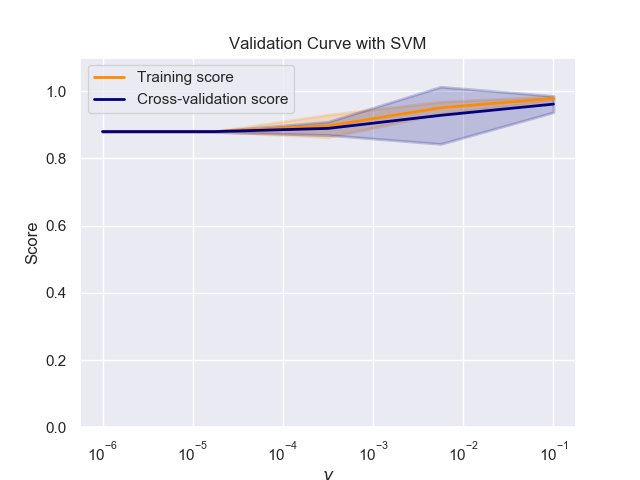 Validation Curve with SVM
Training score
Cross-validation score
Score
1.0
0.8
0.6
0.4
0.2
0.0
10⁻⁶ 10⁻⁵ 10⁻⁴ 10⁻³ 10⁻² 10⁻¹
ν